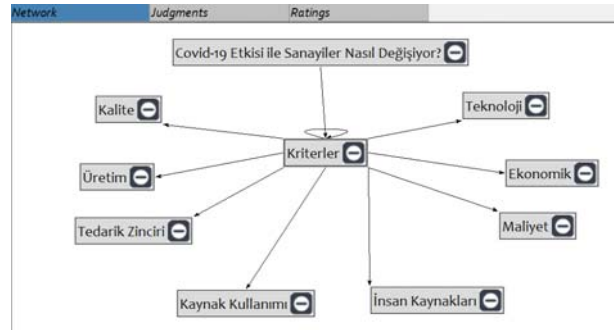 Network Judgments Ratings
Covid-19 Etkisi ile Sanayiler Nasıl Değişiyor?
Kalite
Teknoloji
Kriterler
Üretim
Ekonomik
Tedarik Zinciri
Maliyet
Kaynak Kullanımı
İnsan Kaynakları